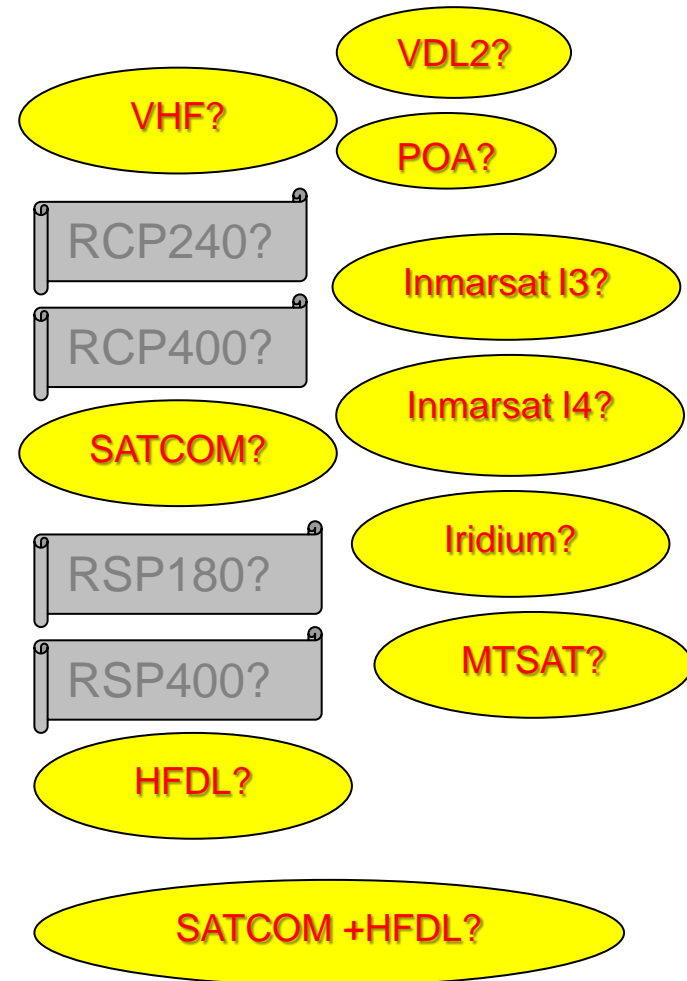 VDL2?
VHF?
POA?
RCP240?
Inmarsat I3?
RCP400?
Inmarsat I4?
SATCOM?
Iridium?
RSP180?
MTSAT?
RSP400?
HFDL?
SATCOM +HFDL?